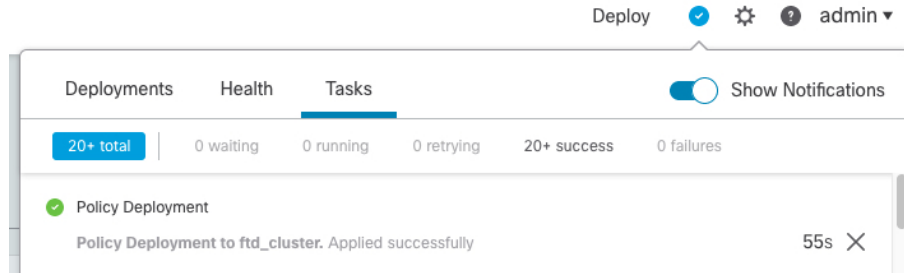 Deploy admin
Deployments Health Tasks Show Notifications
20+ total 0 waiting 0 running 0 retrying 20+ success 0 failures
Policy Deployment
Policy Deployment to ftd_cluster. Applied successfully 55s